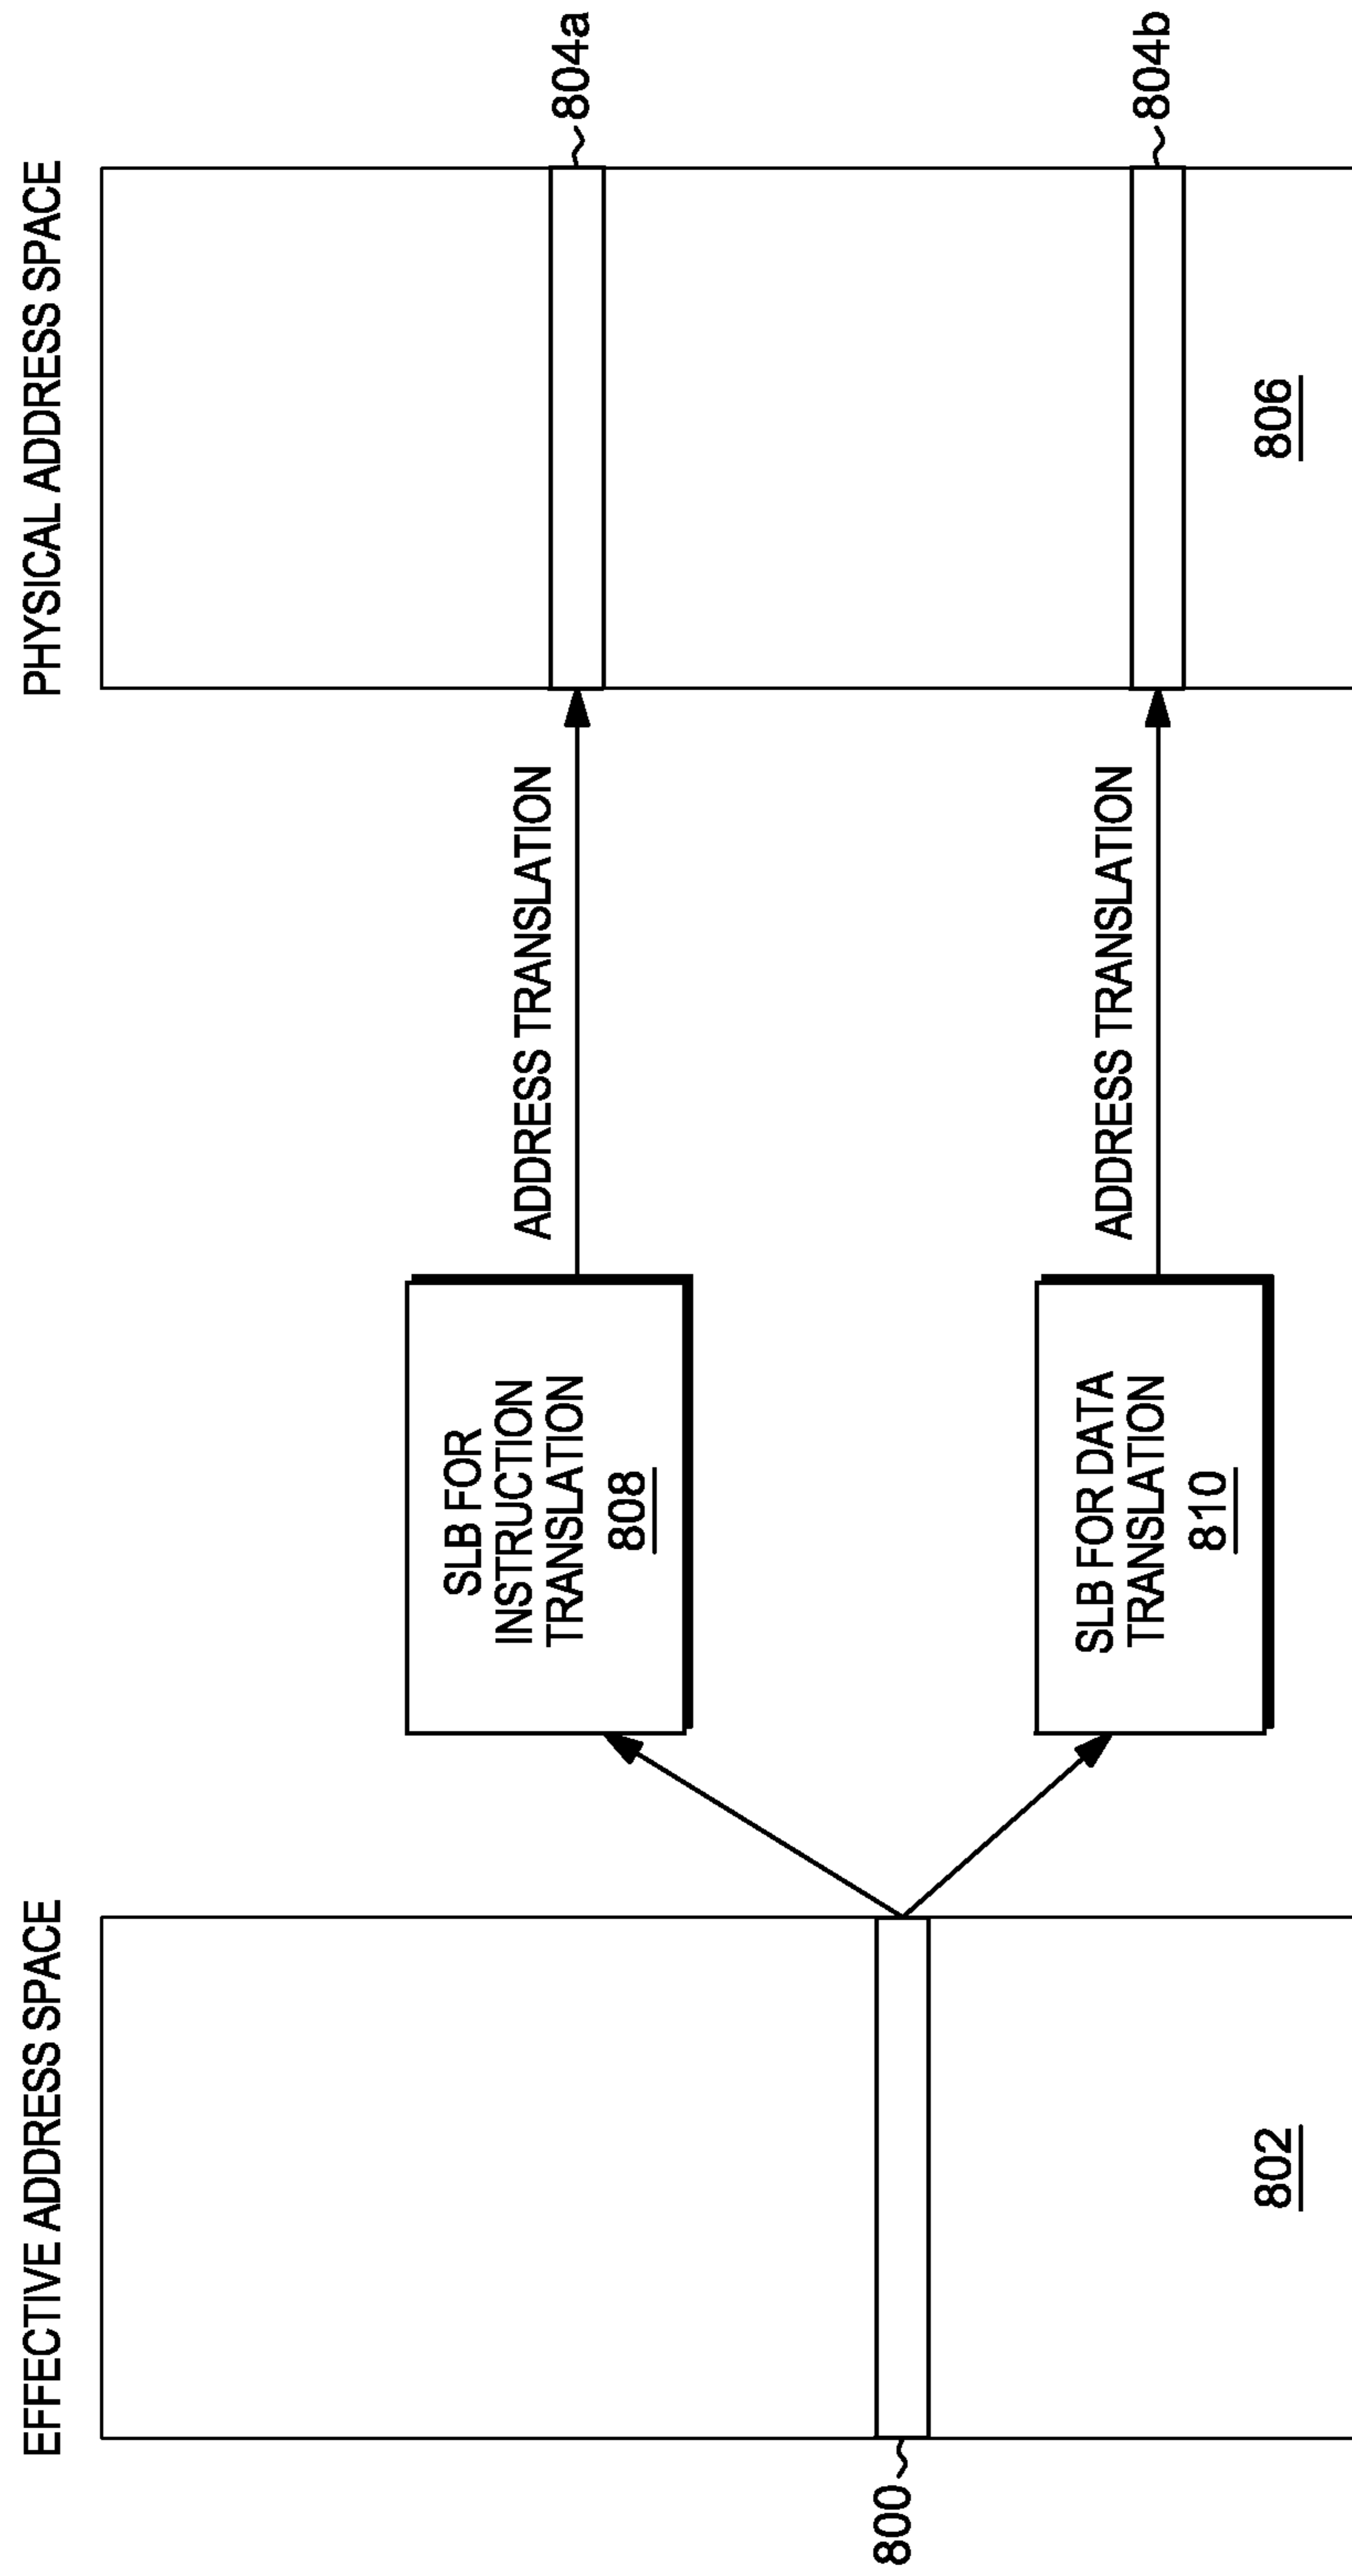 EFFECTIVE ADDRESS SPACE
PHYSICAL ADDRESS SPACE
SLB FOR
INSTRUCTION
TRANSLATION
808
ADDRESS TRANSLATION
804a
800
SLB FOR DATA
TRANSLATION
810
ADDRESS TRANSLATION
804b
802
806